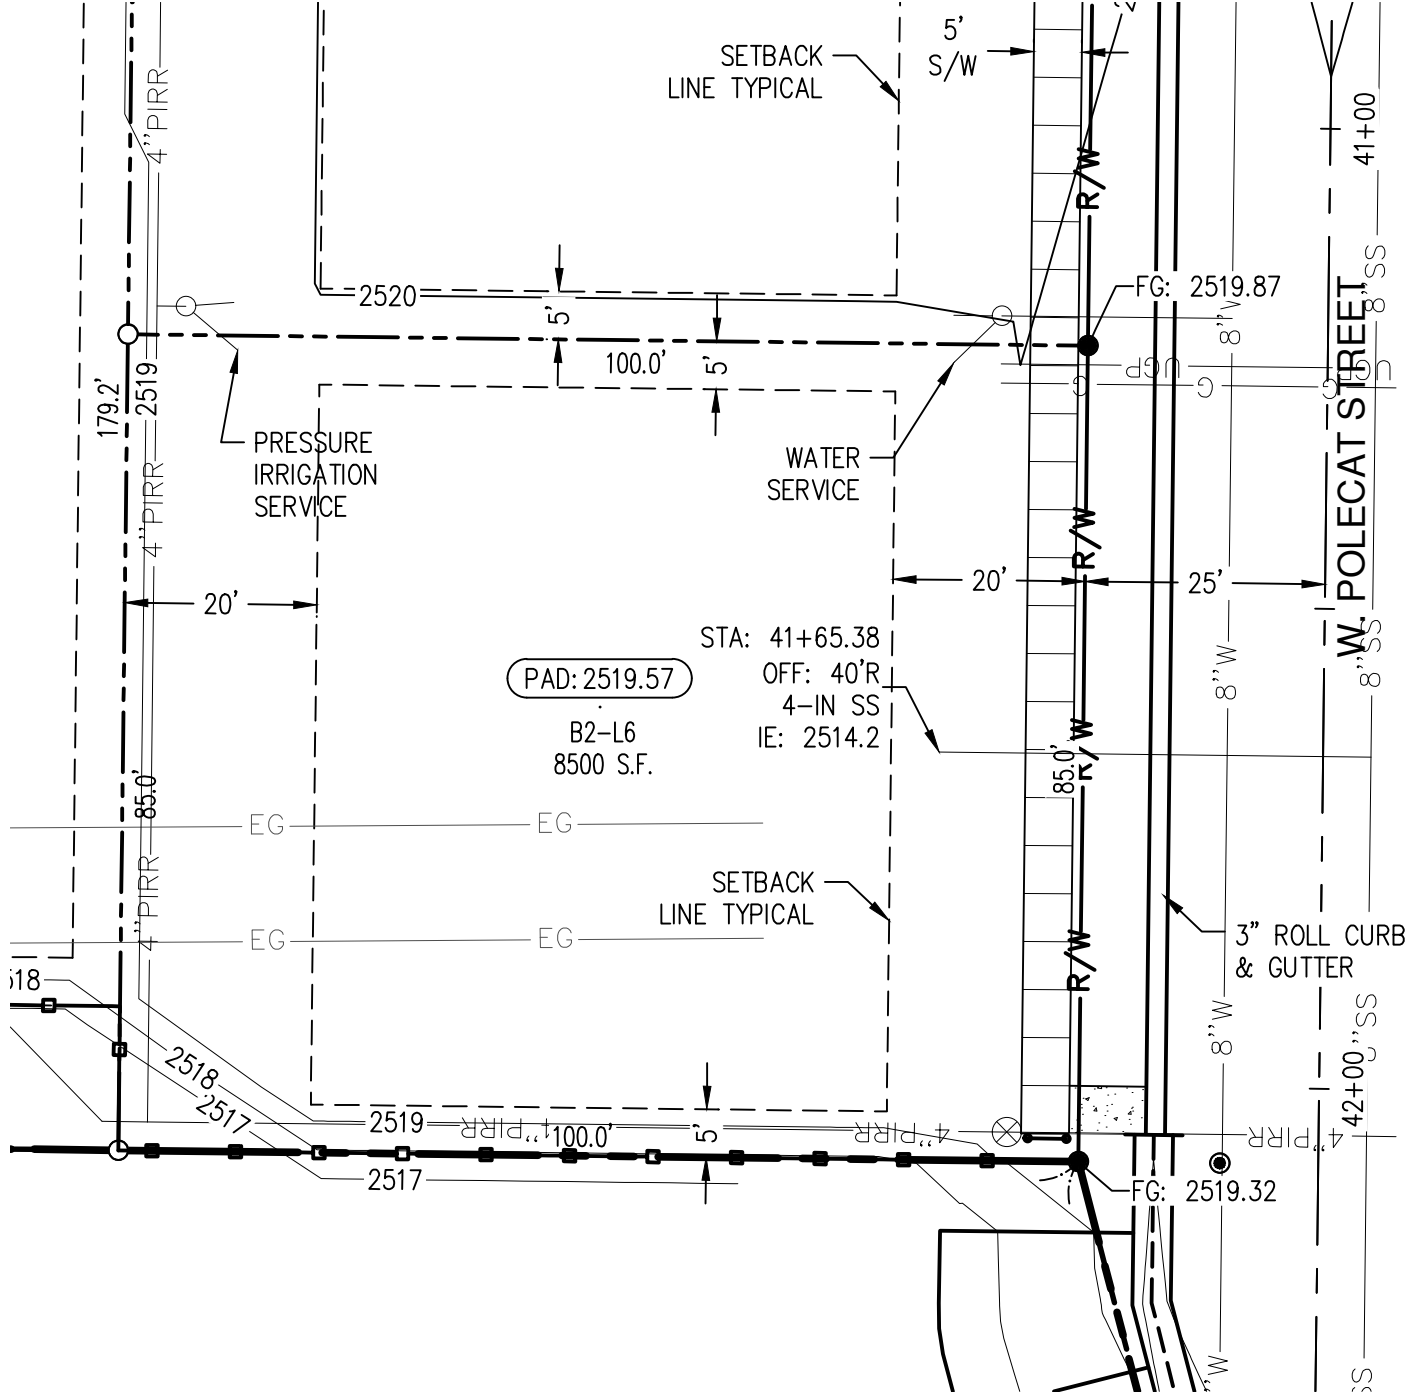 SETBACK
LINE TYPICAL
5'
S/W
4"PIRR
41+00
R/W
8"SS
FG: 2519.87
2520
5'
8"W
100.0'
5'
UGP
UGP
G
G
G
W. POLECAT STREET
179.2'
2519
PRESSURE
IRRIGATION
SERVICE
WATER
SERVICE
4"PIRR
R/W
20'
20'
25'
STA: 41+65.38
OFF: 40'R
4-IN SS
IE: 2514.2
8"W
8"SS
PAD: 2519.57
B2-L6
8500 S.F.
R/W
85.0'
85.0'
EG
EG
SETBACK
LINE TYPICAL
4"PIRR
EG
EG
R/W
3" ROLL CURB
& GUTTER
2518
2517
8"W
42+00
2519
4"PIRR
100.0'
5'
4"PIRR
4"PIRR
2517
FG: 2519.32